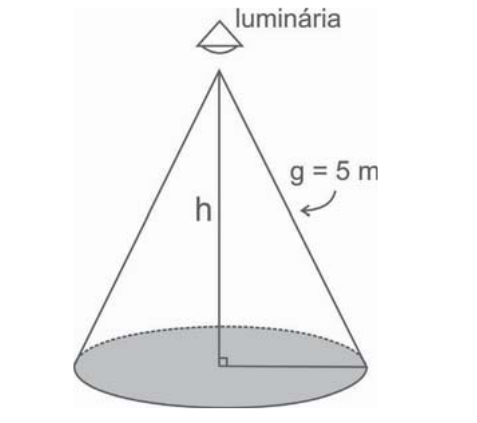 luminária
g = 5 m
h